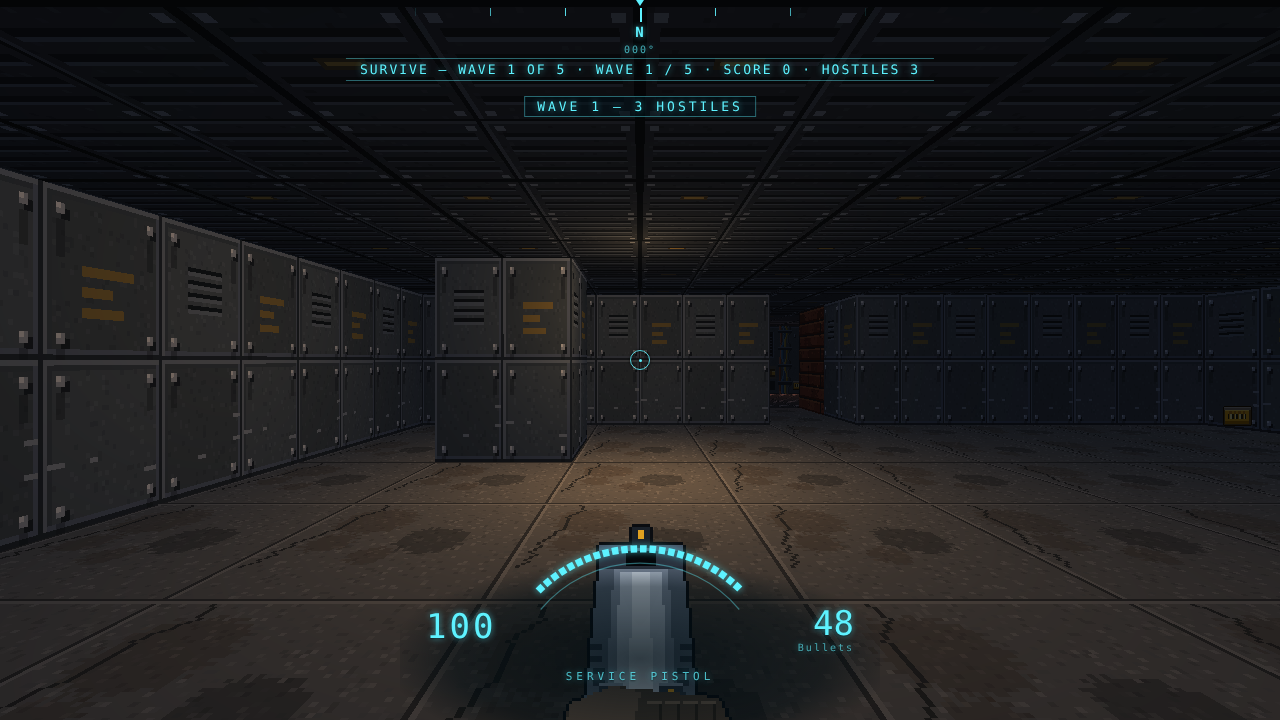 N
000°
SURVIVE — WAVE 1 OF 5 · WAVE 1 / 5 · SCORE 0 · HOSTILES 3
WAVE 1 — 3 HOSTILES
100
48
Bullets
SERVICE PISTOL